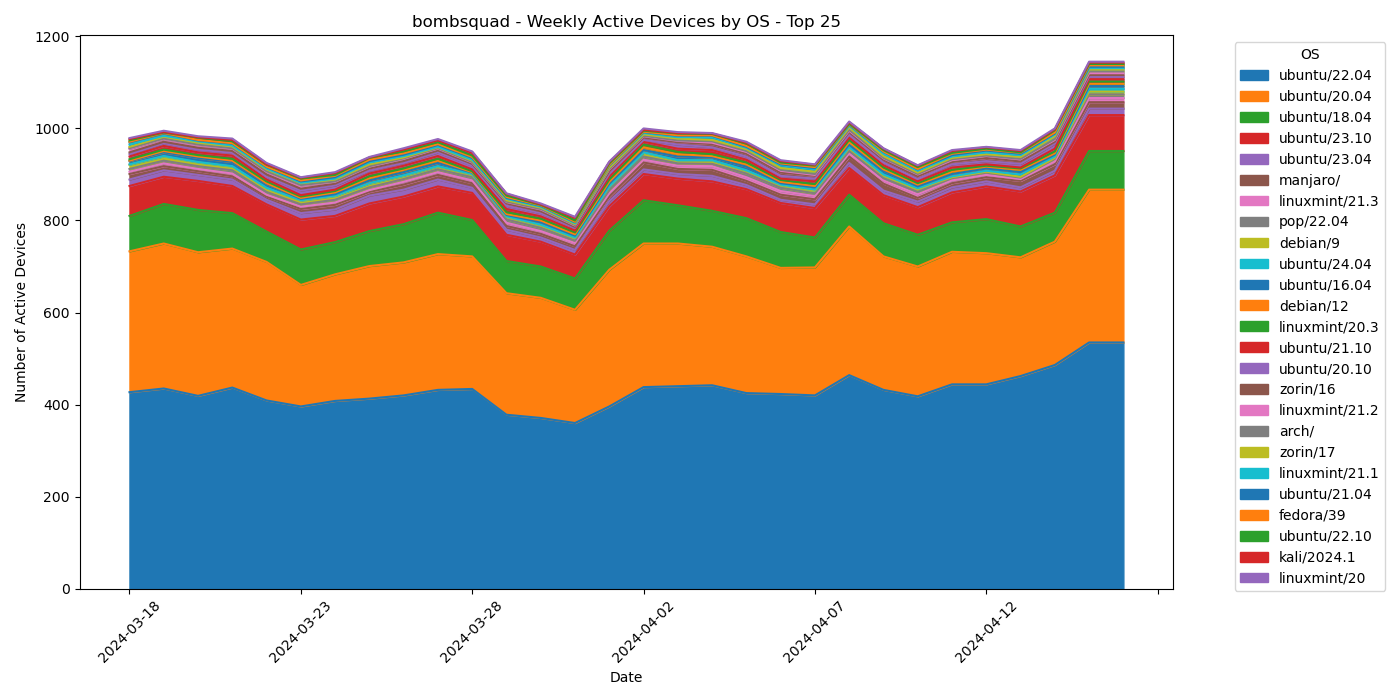 bombsquad - Weekly Active Devices by OS - Top 25
1200
1000
800
600
400
200
0
Number of Active Devices
2024-03-18
2024-03-23
2024-03-28
2024-04-02
2024-04-07
2024-04-12
Date
OS
ubuntu/22.04
ubuntu/20.04
ubuntu/18.04
ubuntu/23.10
ubuntu/23.04
manjaro/
linuxmint/21.3
pop/22.04
debian/9
ubuntu/24.04
ubuntu/16.04
debian/12
linuxmint/20.3
ubuntu/21.10
ubuntu/20.10
zorin/16
linuxmint/21.2
arch/
zorin/17
linuxmint/21.1
ubuntu/21.04
fedora/39
ubuntu/22.10
kali/2024.1
linuxmint/20